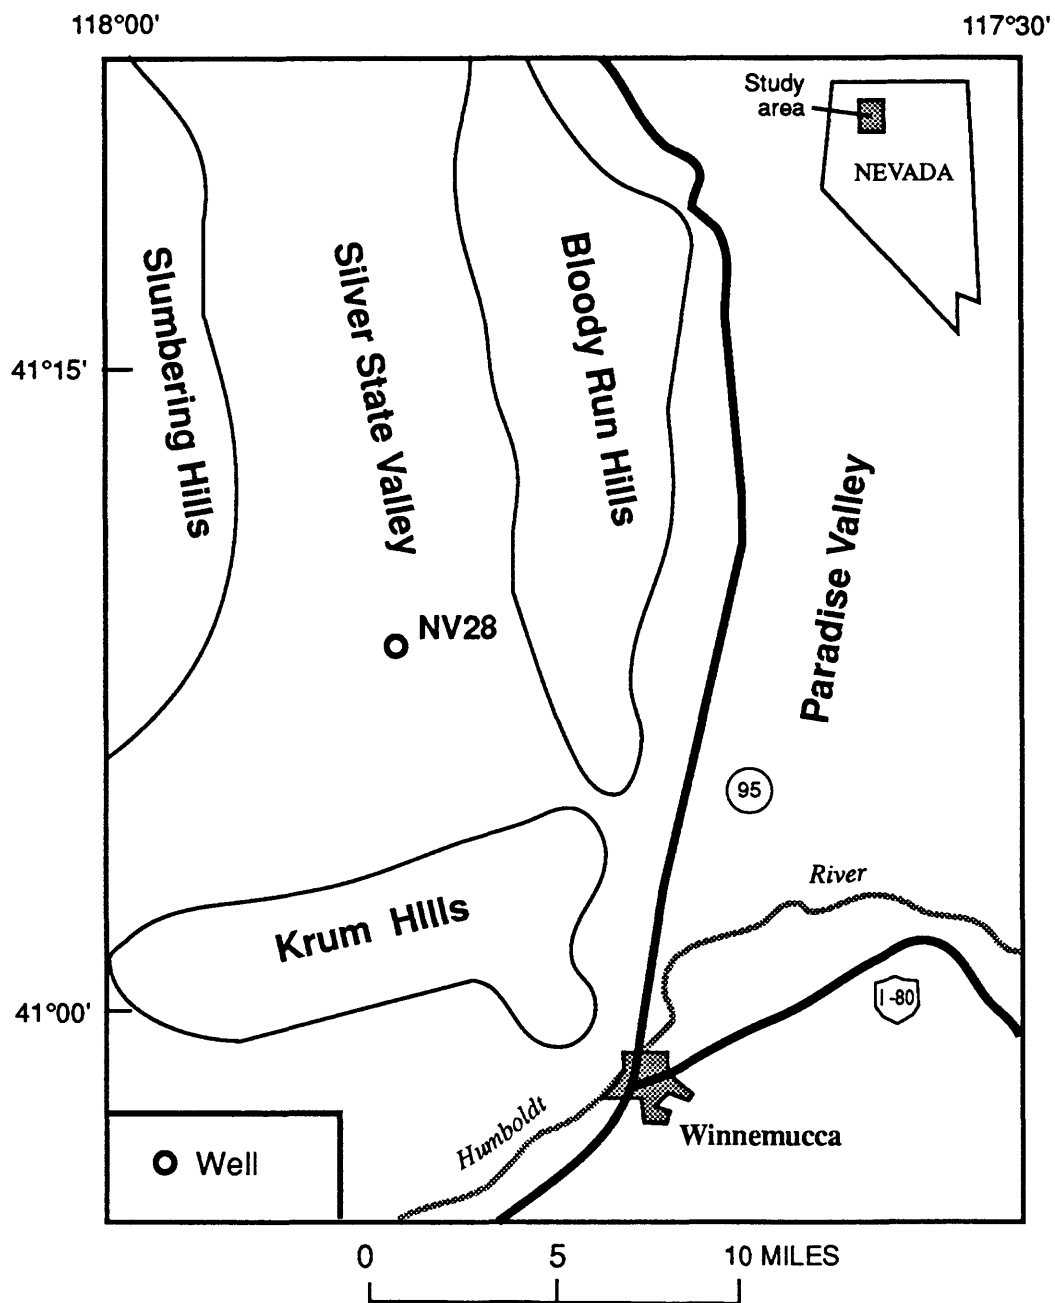 118°00'
117°30'
Study
area
NEVADA
Slumbering Hills
Silver State Valley
Bloody Run Hills
41°15'
Paradise Valley
NV28
95
River
Krum HIlls
I-80
41°00'
Humboldt
Winnemucca
Well
0 5 10 MILES